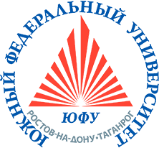 ЮЖНЫЙ ФЕДЕРАЛЬНЫЙ УНИВЕРСИТЕТ
ЮФУ
РОСТОВ-НА-ДОНУ-ТАГАНРОГ